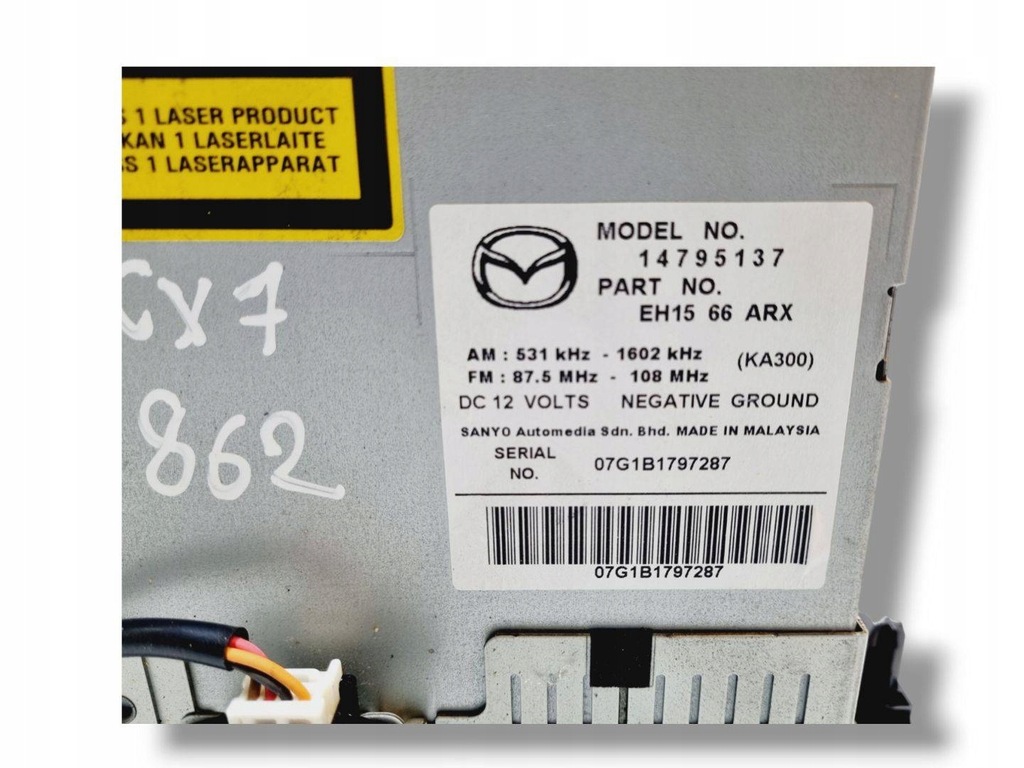 S 1 LASER PRODUCT
KAN 1 LASERLAITE
SS 1 LASERAPPARAT
CX7
862
MODEL NO.
14795137
PART NO.
EH15 66 ARX
AM : 531 kHz - 1602 kHz
FM : 87.5 MHz - 108 MHz
(KA300)
DC 12 VOLTS NEGATIVE GROUND
SANYO Automedia Sdn. Bhd. MADE IN MALAYSIA
SERIAL NO. 07G1B1797287
07G1B1797287